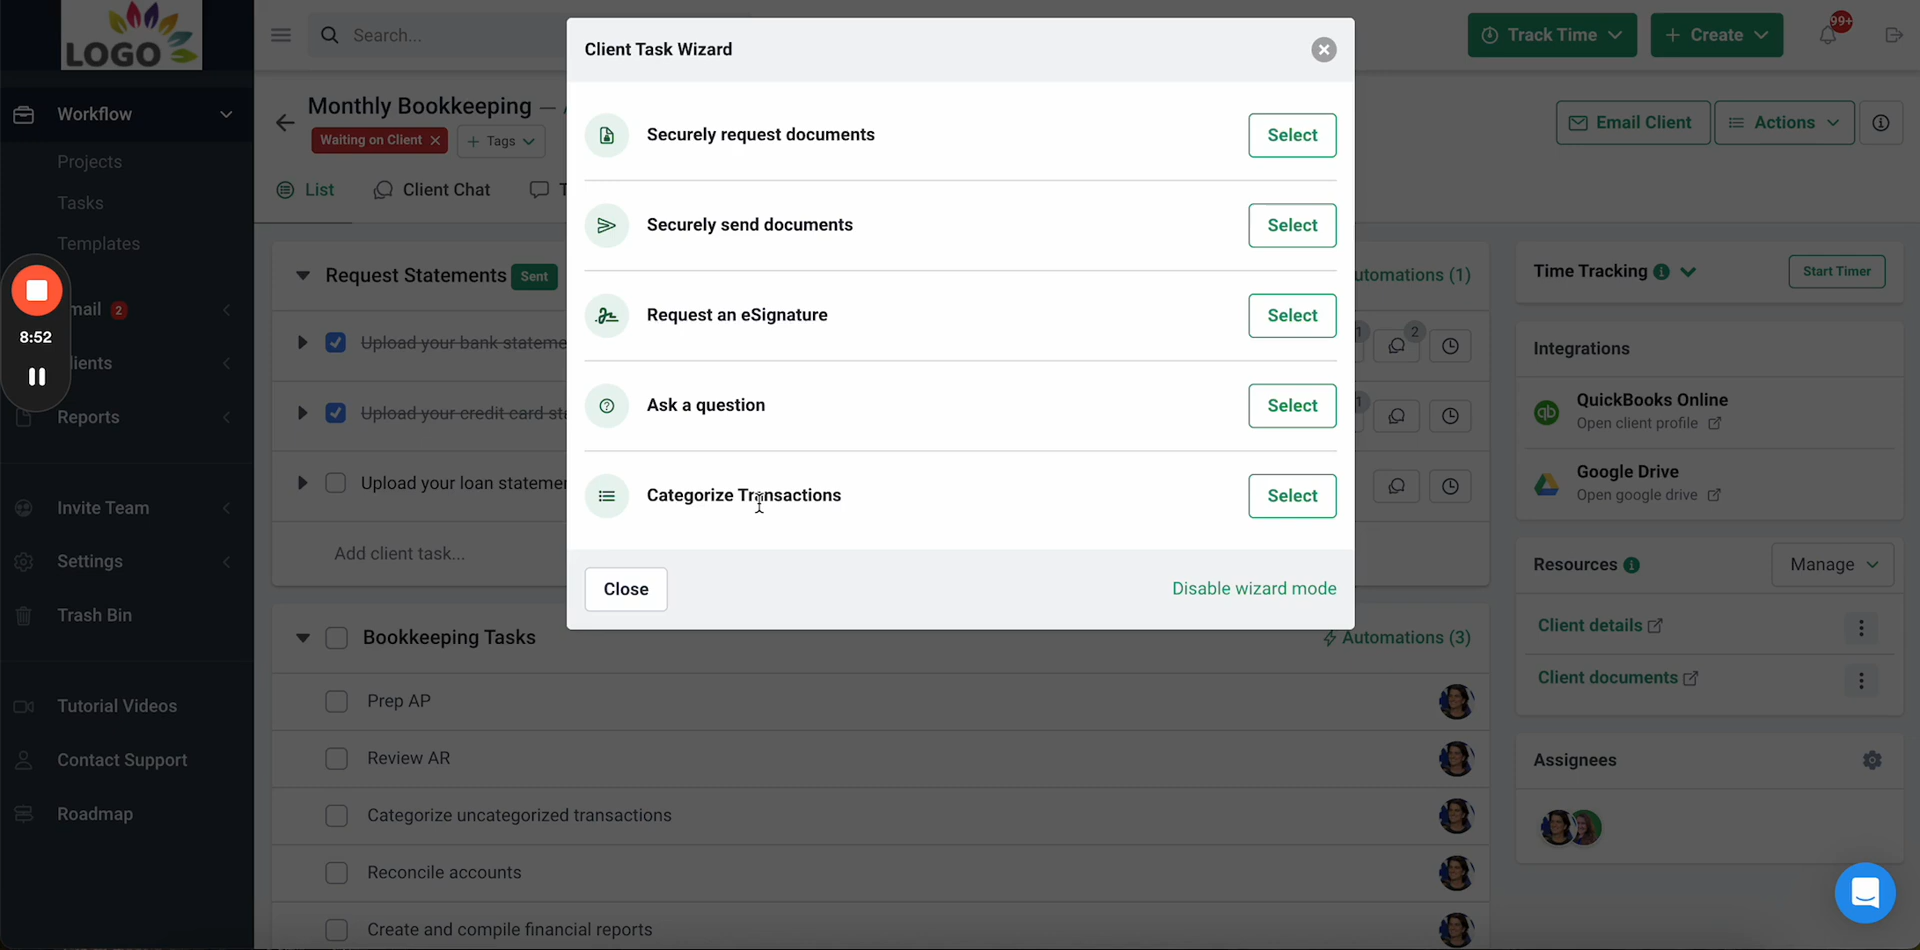 LOGO
Search...
Track Time
+ Create
99+
Client Task Wizard
Workflow
Projects
Tasks
Templates
mail 2
lients
Reports
Invite Team
Settings
Trash Bin
Tutorial Videos
Contact Support
Roadmap
8:52
Monthly Bookkeeping —
Waiting on Client
+ Tags
Email Client
Actions
List
Client Chat
Securely request documents
Select
Securely send documents
Select
Request an eSignature
Select
Ask a question
Select
Categorize Transactions
Select
Close
Disable wizard mode
Request Statements Sent
utomations (1)
Upload your bank stateme
1
2
Upload your credit card sta
1
Upload your loan statemen
Add client task...
Bookkeeping Tasks
Automations (3)
Prep AP
Review AR
Categorize uncategorized transactions
Reconcile accounts
Create and compile financial reports
Time Tracking
Start Timer
Integrations
qb
QuickBooks Online
Open client profile
Google Drive
Open google drive
Resources
Manage
Client details
Client documents
Assignees